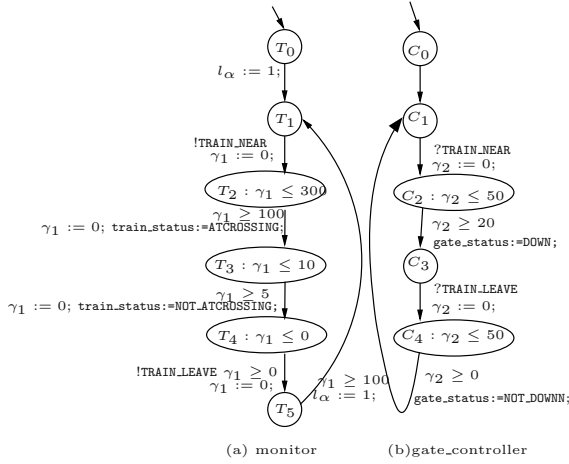 T0
lα := 1;
T1
!TRAIN_NEAR
γ1 := 0;
T2 : γ1 ≤ 300
γ1 ≥ 100
γ1 := 0; train_status:=ATCROSSING;
T3 : γ1 ≤ 10
γ1 ≥ 5
γ1 := 0; train_status:=NOT_ATCROSSING;
T4 : γ1 ≤ 0
!TRAIN_LEAVE γ1 ≥ 0
γ1 := 0;
T5
γ1 ≥ 100
lα := 1;
(a) monitor
C0
C1
?TRAIN_NEAR
γ2 := 0;
C2 : γ2 ≤ 50
γ2 ≥ 20
gate_status:=DOWN;
C3
?TRAIN_LEAVE
γ2 := 0;
C4 : γ2 ≤ 50
γ2 ≥ 0
gate_status:=NOT_DOWNN;
(b)gate_controller